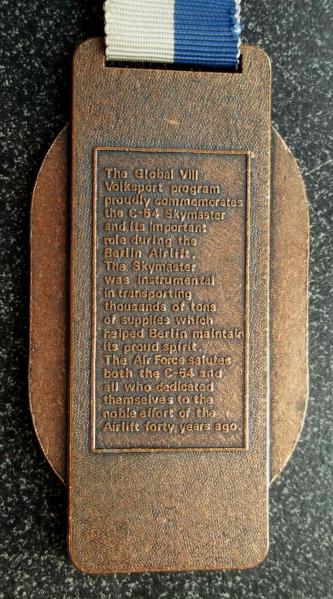 The Global VIII
Volksport program
proudly commemorates
the C-54 Skymaster
and its important
role during the
Berlin Airlift.
The Skymaster
was instrumental
in transporting
thousands of tons
of supplies which
helped Berlin maintain
its proud spirit.
The Air Force salutes
both the C-54 and
all who dedicated
themselves to the
noble effort of the
Airlift forty years ago.